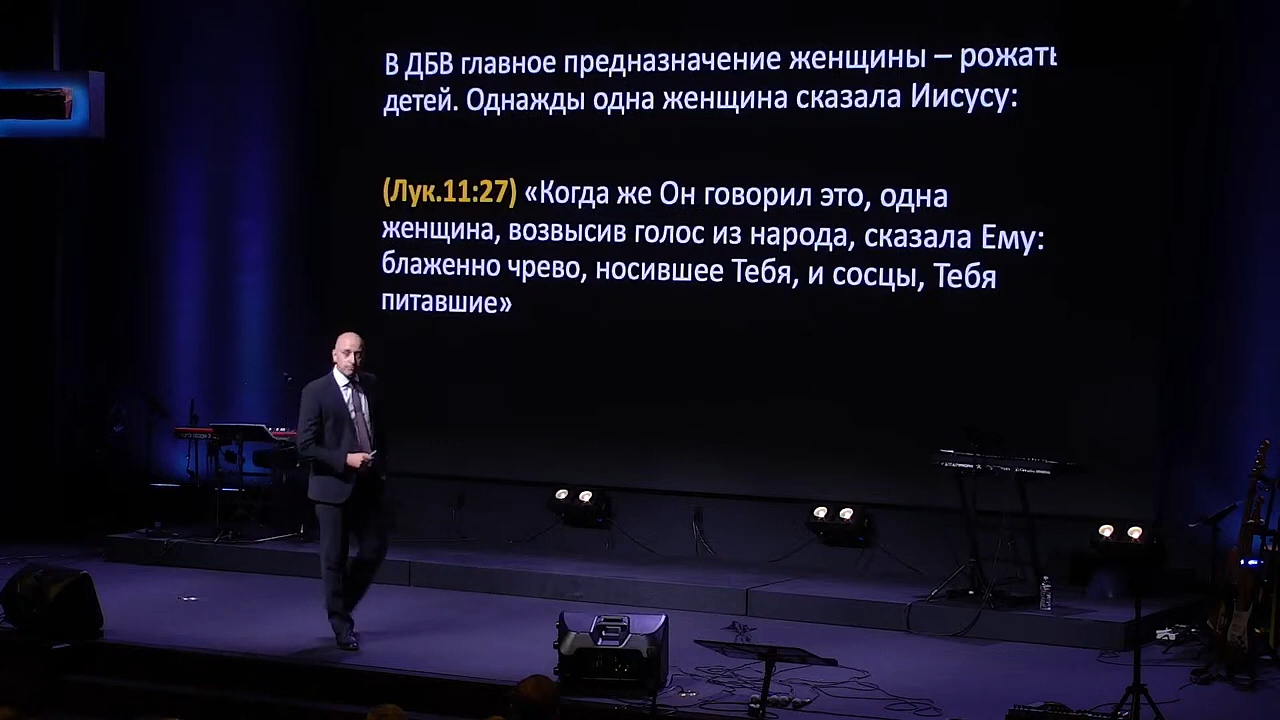 В ДБВ главное предназначение женщины – рожать
детей. Однажды одна женщина сказала Иисусу:
(Лук.11:27) «Когда же Он говорил это, одна
женщина, возвысив голос из народа, сказала Ему:
блаженно чрево, носившее Тебя, и сосцы, Тебя
питавшие»